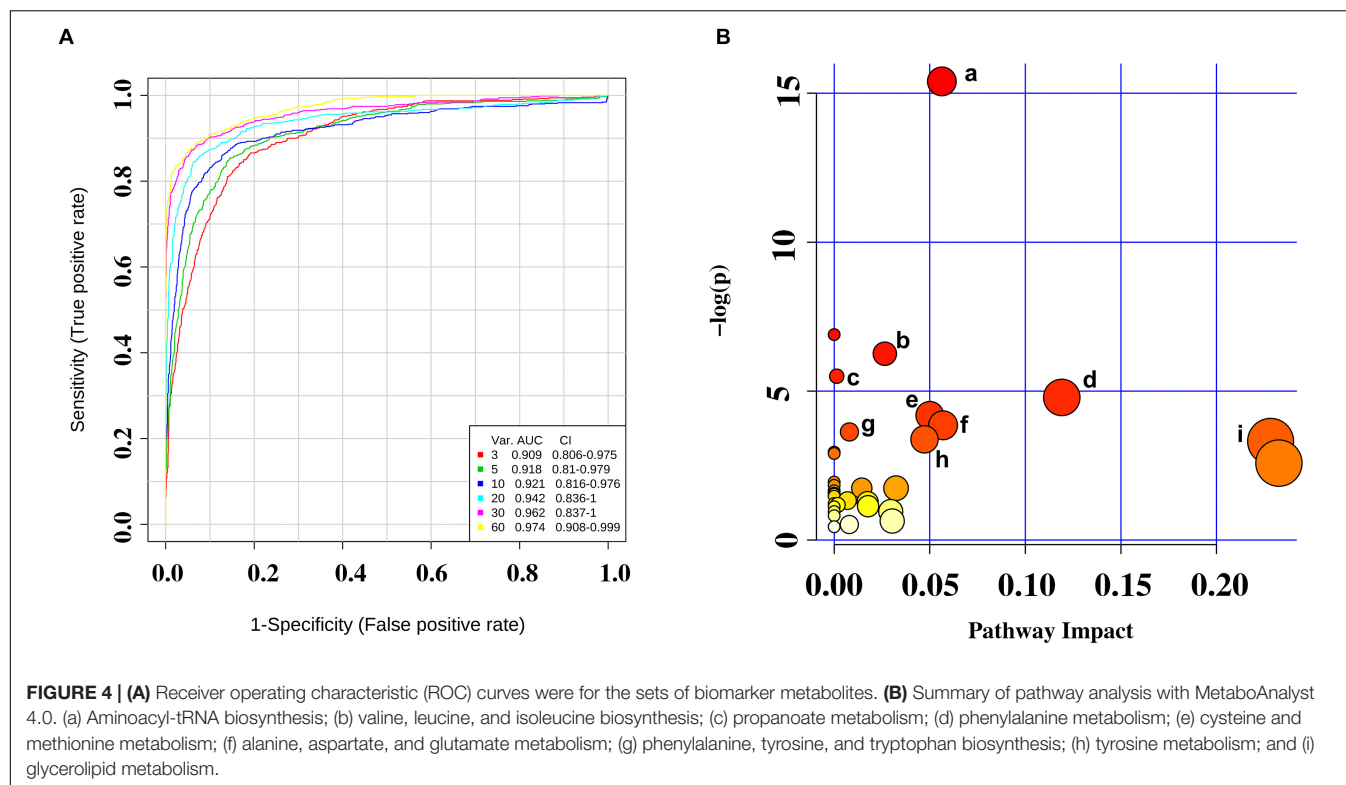 A
B
1.0
0.8
0.6
0.4
0.2
0.0
Sensitivity (True positive rate)
Var. AUC CI
3 0.909 0.806-0.975
5 0.918 0.81-0.979
10 0.921 0.816-0.976
20 0.942 0.836-1
30 0.962 0.837-1
60 0.974 0.908-0.999
0.0 0.2 0.4 0.6 0.8 1.0
1-Specificity (False positive rate)
15
10
5
0
−log(p)
a
b
c
d
e
f
g
h
i
0.00 0.05 0.10 0.15 0.20
Pathway Impact
FIGURE 4 | (A) Receiver operating characteristic (ROC) curves were for the sets of biomarker metabolites. (B) Summary of pathway analysis with MetaboAnalyst
4.0. (a) Aminoacyl-tRNA biosynthesis; (b) valine, leucine, and isoleucine biosynthesis; (c) propanoate metabolism; (d) phenylalanine metabolism; (e) cysteine and
methionine metabolism; (f) alanine, aspartate, and glutamate metabolism; (g) phenylalanine, tyrosine, and tryptophan biosynthesis; (h) tyrosine metabolism; and (i)
glycerolipid metabolism.